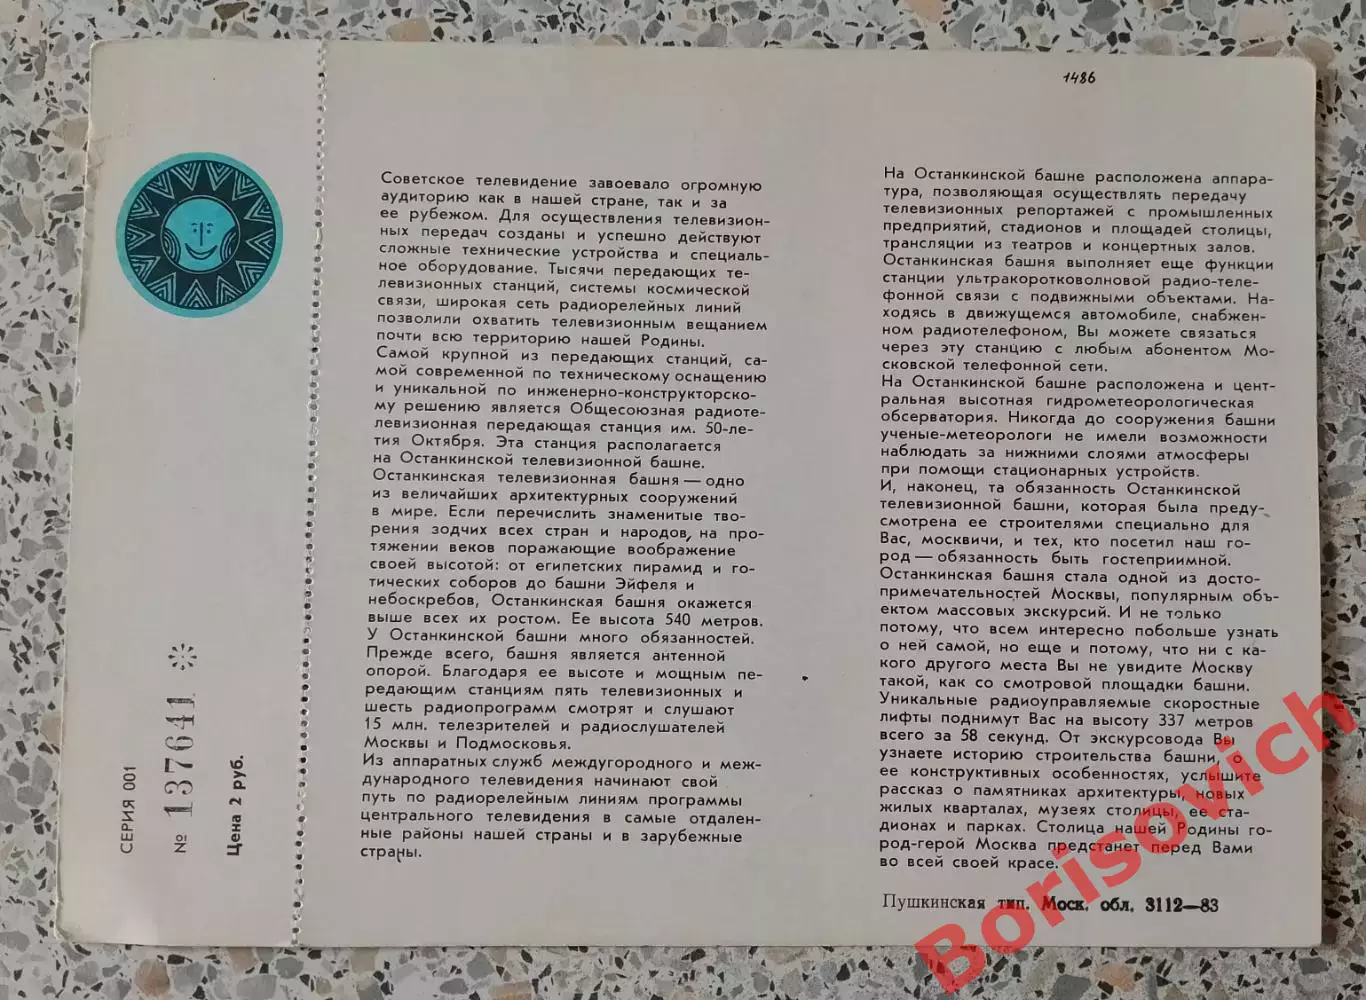 1486
СЕРИЯ 001
№ 137641
Цена 2 руб.
Советское телевидение завоевало огромную
аудиторию как в нашей стране, так и за
ее рубежом. Для осуществления телевизион-
ных передач созданы и успешно действуют
сложные технические устройства и специаль-
ное оборудование. Тысячи передающих те-
левизионных станций, системы космической
связи, широкая сеть радиорелейных линий
позволили охватить телевизионным вещанием
почти всю территорию нашей Родины.
Самой крупной из передающих станций, са-
мой современной по техническому оснащению
и уникальной по инженерно-конструкторско-
му решению является Общесоюзная радиоте-
левизионная передающая станция им. 50-ле-
тия Октября. Эта станция располагается
на Останкинской телевизионной башне.
Останкинская телевизионная башня — одно
из величайших архитектурных сооружений
в мире. Если перечислить знаменитые тво-
рения зодчих всех стран и народов, на про-
тяжении веков поражающие воображение
своей высотой: от египетских пирамид и го-
тических соборов до башни Эйфеля и
небоскребов, Останкинская башня окажется
выше всех их ростом. Ее высота 540 метров.
У Останкинской башни много обязанностей.
Прежде всего, башня является антенной
опорой. Благодаря ее высоте и мощным пе-
редающим станциям пять телевизионных и
шесть радиопрограмм смотрят и слушают
15 млн. телезрителей и радиослушателей
Москвы и Подмосковья.
Из аппаратных служб междугородного и меж-
дународного телевидения начинают свой
путь по радиорелейным линиям программы
центрального телевидения в самые отдален-
ные районы нашей страны и в зарубежные
страны.
На Останкинской башне расположена аппара-
тура, позволяющая осуществлять передачу
телевизионных репортажей с промышленных
предприятий, стадионов и площадей столицы,
трансляции из театров и концертных залов.
Останкинская башня выполняет еще функции
станции ультракоротковолновой радио-теле-
фонной связи с подвижными объектами. На-
ходясь в движущемся автомобиле, снабжен-
ном радиотелефоном, Вы можете связаться
через эту станцию с любым абонентом Мо-
сковской телефонной сети.
На Останкинской башне расположена и цент-
ральная высотная гидрометеорологическая
обсерватория. Никогда до сооружения башни
ученые-метеорологи не имели возможности
наблюдать за нижними слоями атмосферы
при помощи стационарных устройств.
И, наконец, та обязанность Останкинской
телевизионной башни, которая была преду-
смотрена ее строителями специально для
Вас, москвичи, и тех, кто посетил наш го-
род — обязанность быть гостеприимной.
Останкинская башня стала одной из досто-
примечательностей Москвы, популярным объ-
ектом массовых экскурсий. И не только
потому, что всем интересно побольше узнать
о ней самой, но еще и потому, что ни с ка-
кого другого места Вы не увидите Москву
такой, как со смотровой площадки башни.
Уникальные радиоуправляемые скоростные
лифты поднимут Вас на высоту 337 метров
всего за 58 секунд. От экскурсовода Вы
узнаете историю строительства башни, о
ее конструктивных особенностях, услышите
рассказ о памятниках архитектуры, новых
жилых кварталах, музеях столицы, ее ста-
дионах и парках. Столица нашей Родины го-
род-герой Москва предстанет перед Вами
во всей своей красе.
Пушкинская тип. Моск. обл. 3112—83
Borisovich